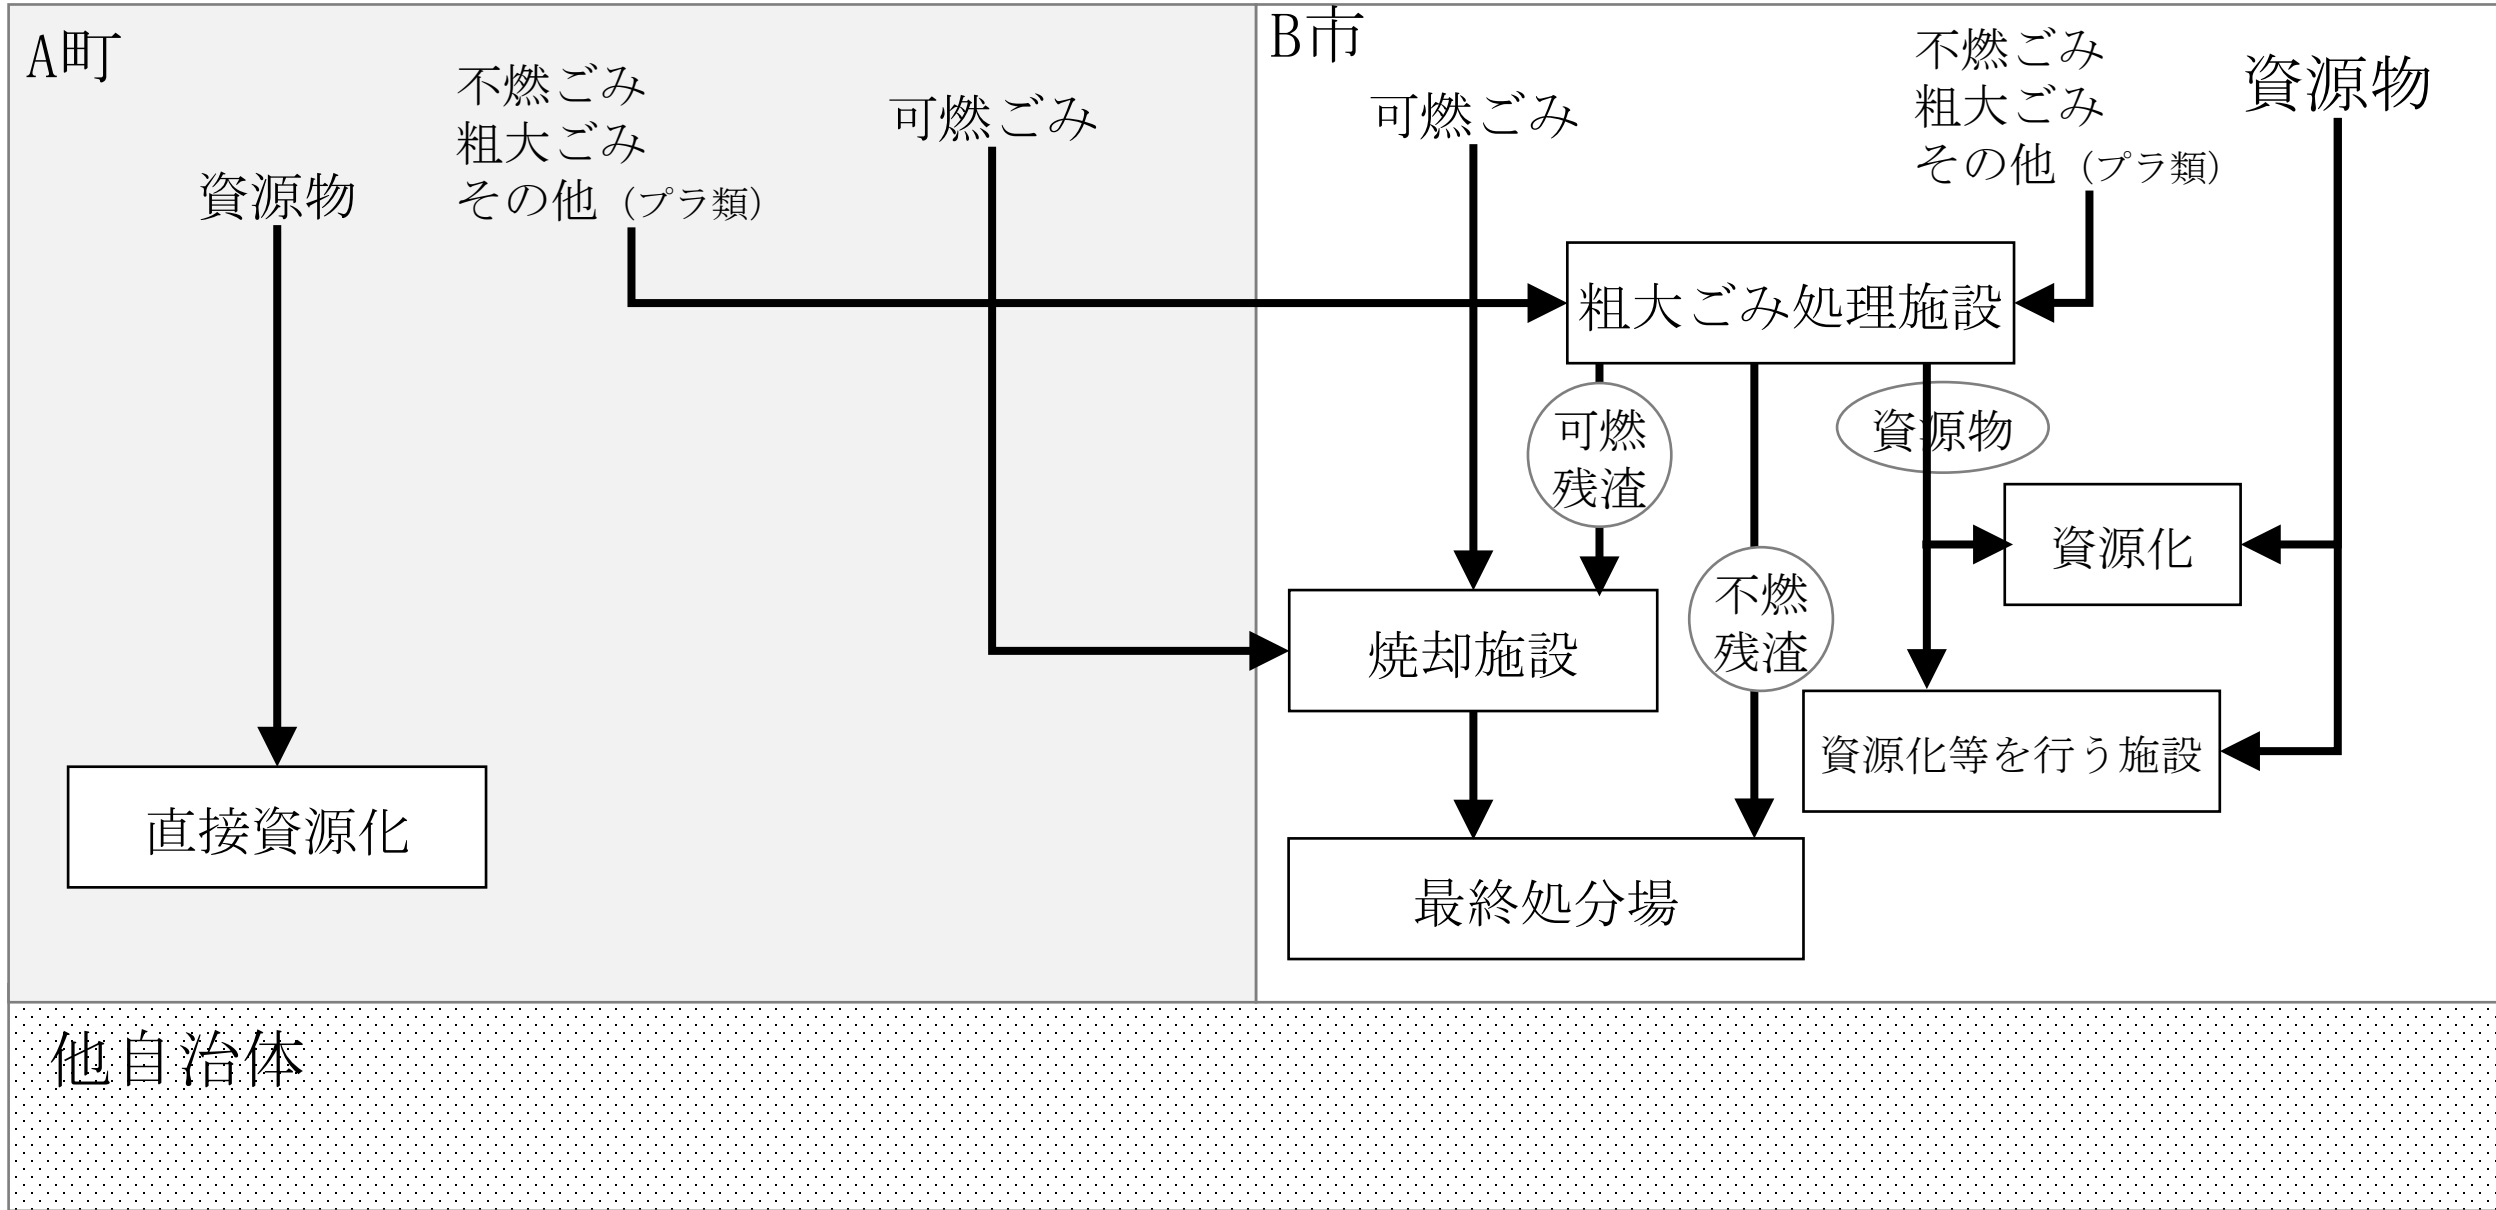 A町
不燃ごみ
粗大ごみ
その他（プラ類）
可燃ごみ
資源物
直接資源化
B市
可燃ごみ
不燃ごみ
粗大ごみ
その他（プラ類）
資源物
粗大ごみ処理施設
可燃
残渣
資源物
資源化
不燃
残渣
焼却施設
資源化等を行う施設
最終処分場
他自治体